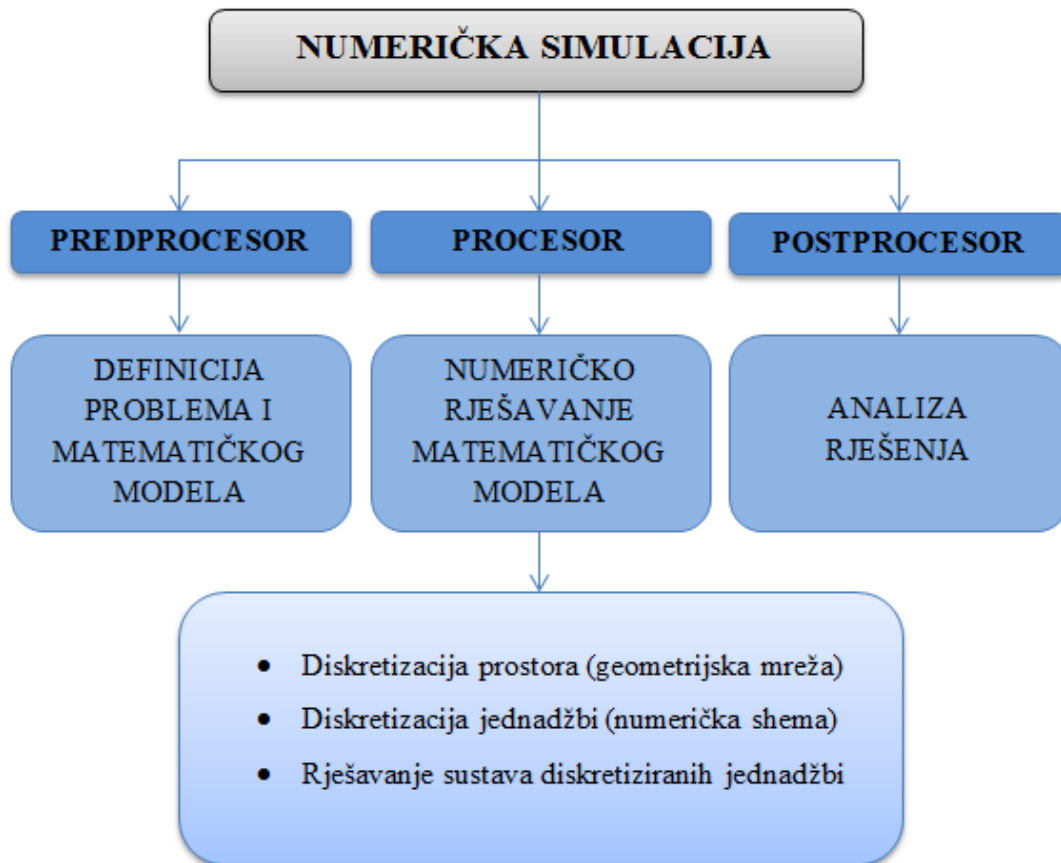 NUMERIČKA SIMULACIJA
PREDPROCESOR
PROCESOR
POSTPROCESOR
DEFINICIJA
PROBLEMA I
MATEMATIČKOG
MODELA
NUMERIČKO
RJEŠAVANJE
MATEMATIČKOG
MODELA
ANALIZA
RJEŠENJA
• Diskretizacija prostora (geometrijska mreža)
• Diskretizacija jednadžbi (numerička shema)
• Rješavanje sustava diskretiziranih jednadžbi